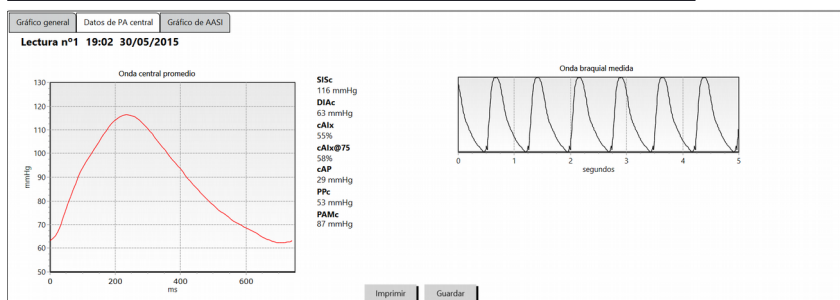 Gráfico general Datos de PA central Gráfico de AASI
Lectura nº1 19:02 30/05/2015
Onda central promedio
130
120
110
100
90
80
70
60
50
mmHg
0 200 400 600
ms
SISc
116 mmHg
DIAc
63 mmHg
cAIx
55%
cAIx@75
58%
cAP
29 mmHg
PPc
53 mmHg
PAMc
87 mmHg
Onda braquial medida
0 1 2 3 4 5
segundos
Imprimir Guardar